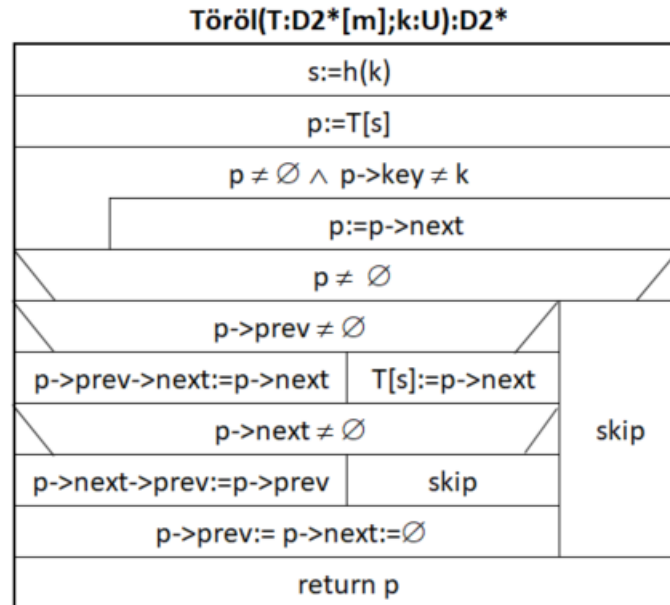 Töröl(T:D2*[m];k:U):D2*
s:=h(k)
p:=T[s]
p ≠ ∅ ∧ p->key ≠ k
p:=p->next
p ≠ ∅
p->prev ≠ ∅
p->prev->next:=p->next T[s]:=p->next
p->next ≠ ∅
skip
p->next->prev:=p->prev skip
p->prev:= p->next:=∅
return p